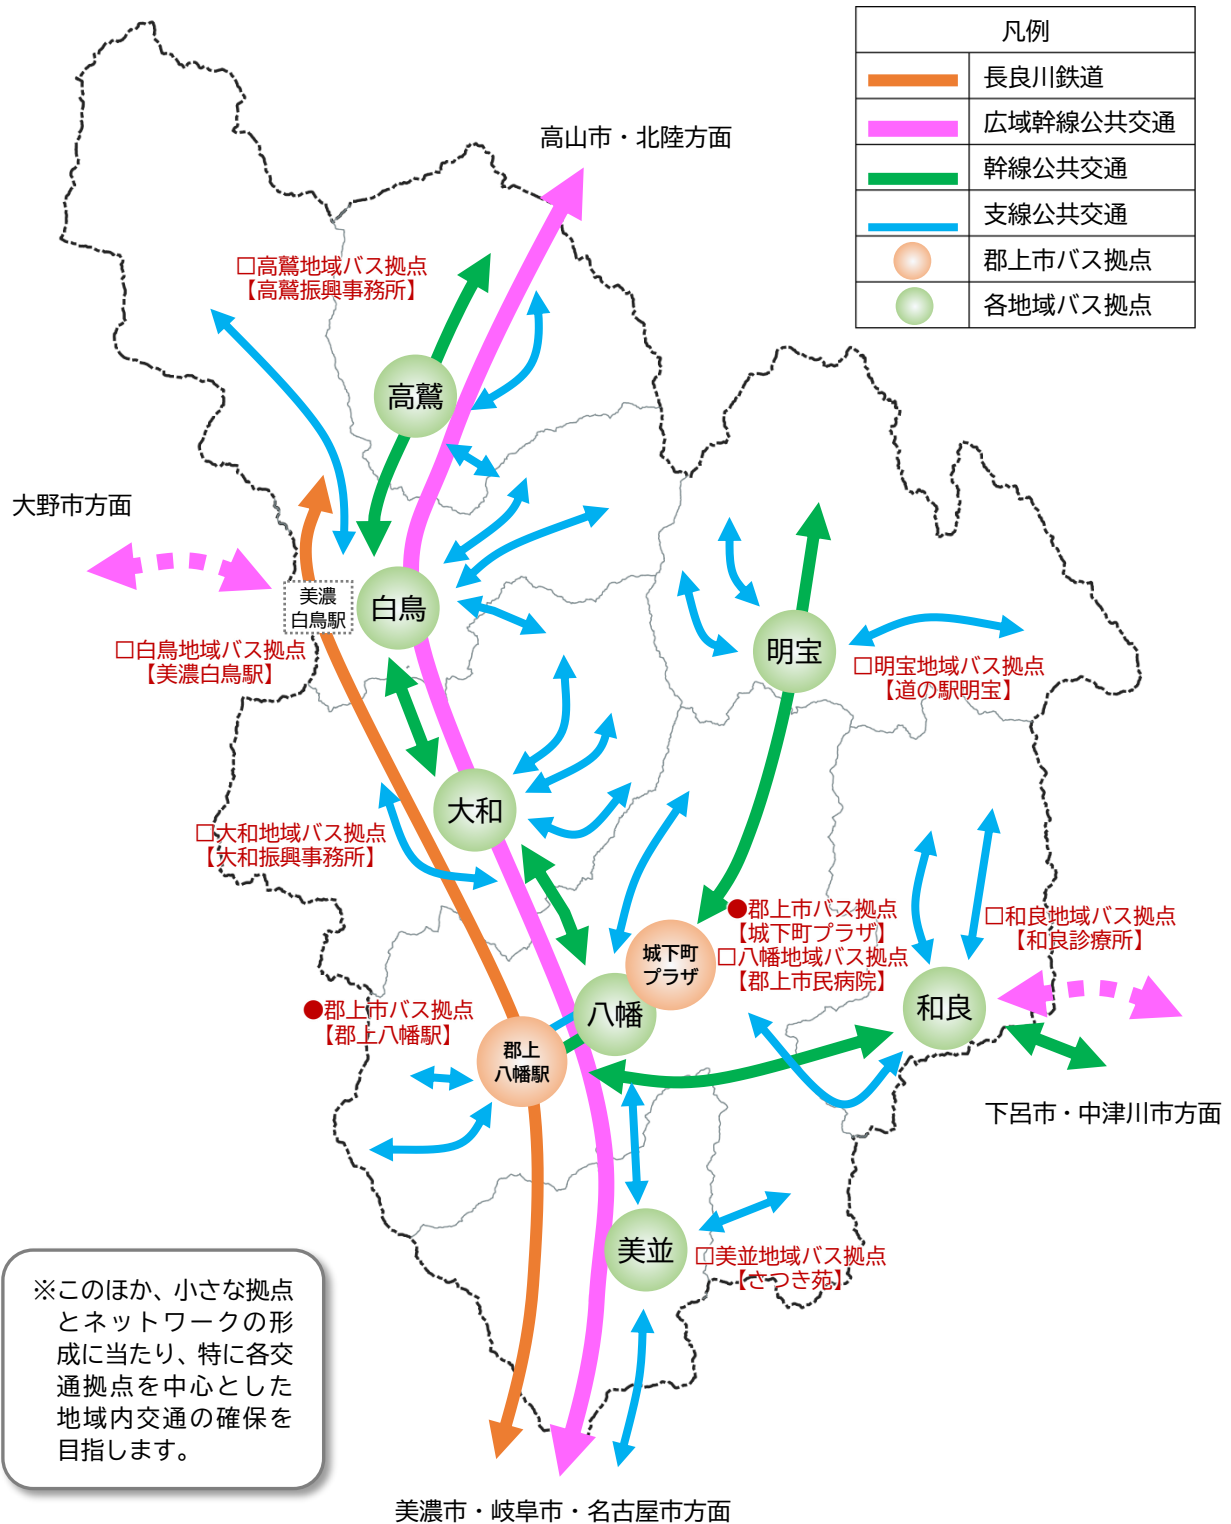 凡例
長良川鉄道
広域幹線公共交通
幹線公共交通
支線公共交通
郡上市バス拠点
各地域バス拠点
高山市・北陸方面
□高鷲地域バス拠点
【高鷲振興事務所】
高鷲
大野市方面
美濃
白鳥駅
白鳥
□白鳥地域バス拠点
【美濃白鳥駅】
明宝
□明宝地域バス拠点
【道の駅明宝】
大和
□大和地域バス拠点
【大和振興事務所】
●郡上市バス拠点
【城下町プラザ】
□八幡地域バス拠点
【郡上市民病院】
城下町
プラザ
八幡
□和良地域バス拠点
【和良診療所】
和良
●郡上市バス拠点
【郡上八幡駅】
郡上
八幡駅
下呂市・中津川市方面
美並
□美並地域バス拠点
【さつき苑】
※このほか、小さな拠点
とネットワークの形
成に当たり、特に各交
通拠点を中心とした
地域内交通の確保を
目指します。
美濃市・岐阜市・名古屋市方面